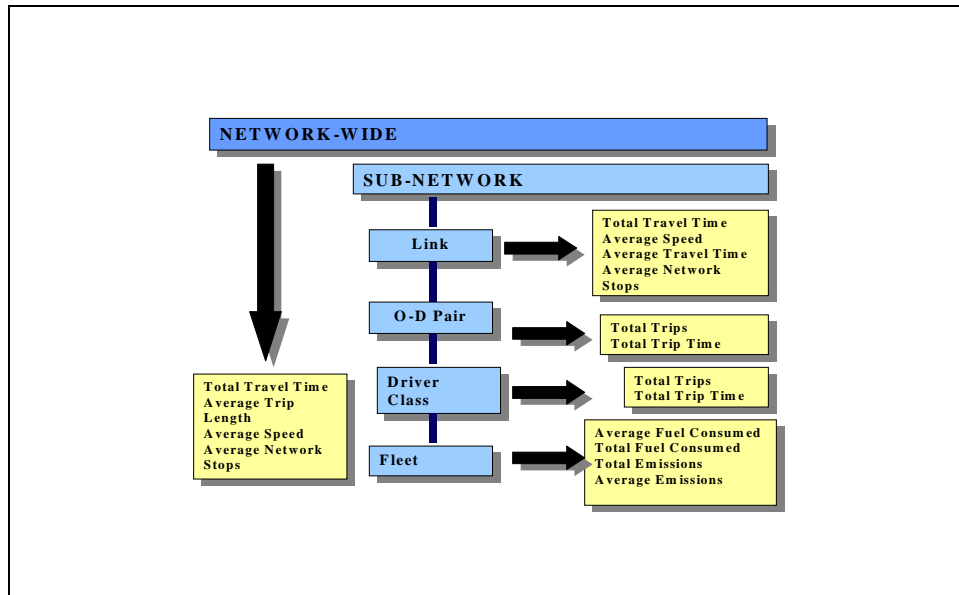 NETWORK-WIDE
SUB-NETWORK
Link
Total Travel Time
Average Speed
Average Travel Time
Average Network
Stops
O-D Pair
Total Trips
Total Trip Time
Driver
Class
Total Trips
Total Trip Time
Fleet
Average Fuel Consumed
Total Fuel Consumed
Total Emissions
Average Emissions
Total Travel Time
Average Trip
Length
Average Speed
Average Network
Stops